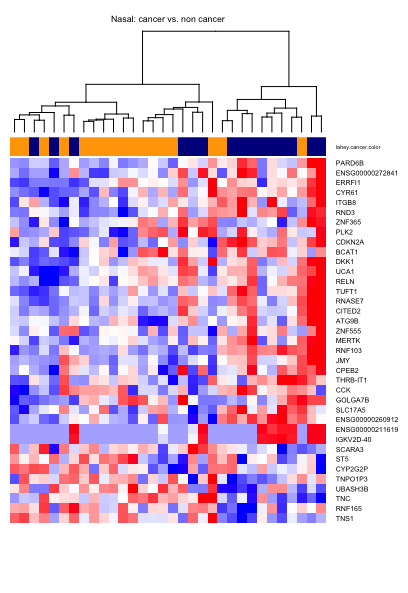 Nasal: cancer vs. non cancer
lahey.cancer.color
PARD6B
ENSG00000272841
ERRFI1
CYR61
ITGB8
RND3
ZNF365
PLK2
CDKN2A
BCAT1
DKK1
UCA1
RELN
TUFT1
RNASE7
CITED2
ATG9B
ZNF555
MERTK
RNF103
JMY
CPEB2
THRB-IT1
CCK
GOLGA7B
SLC17A5
ENSG00000260912
ENSG00000211619
IGKV2D-40
SCARA3
ST5
CYP2G2P
TNPO1P3
UBASH3B
TNC
RNF165
TNS1